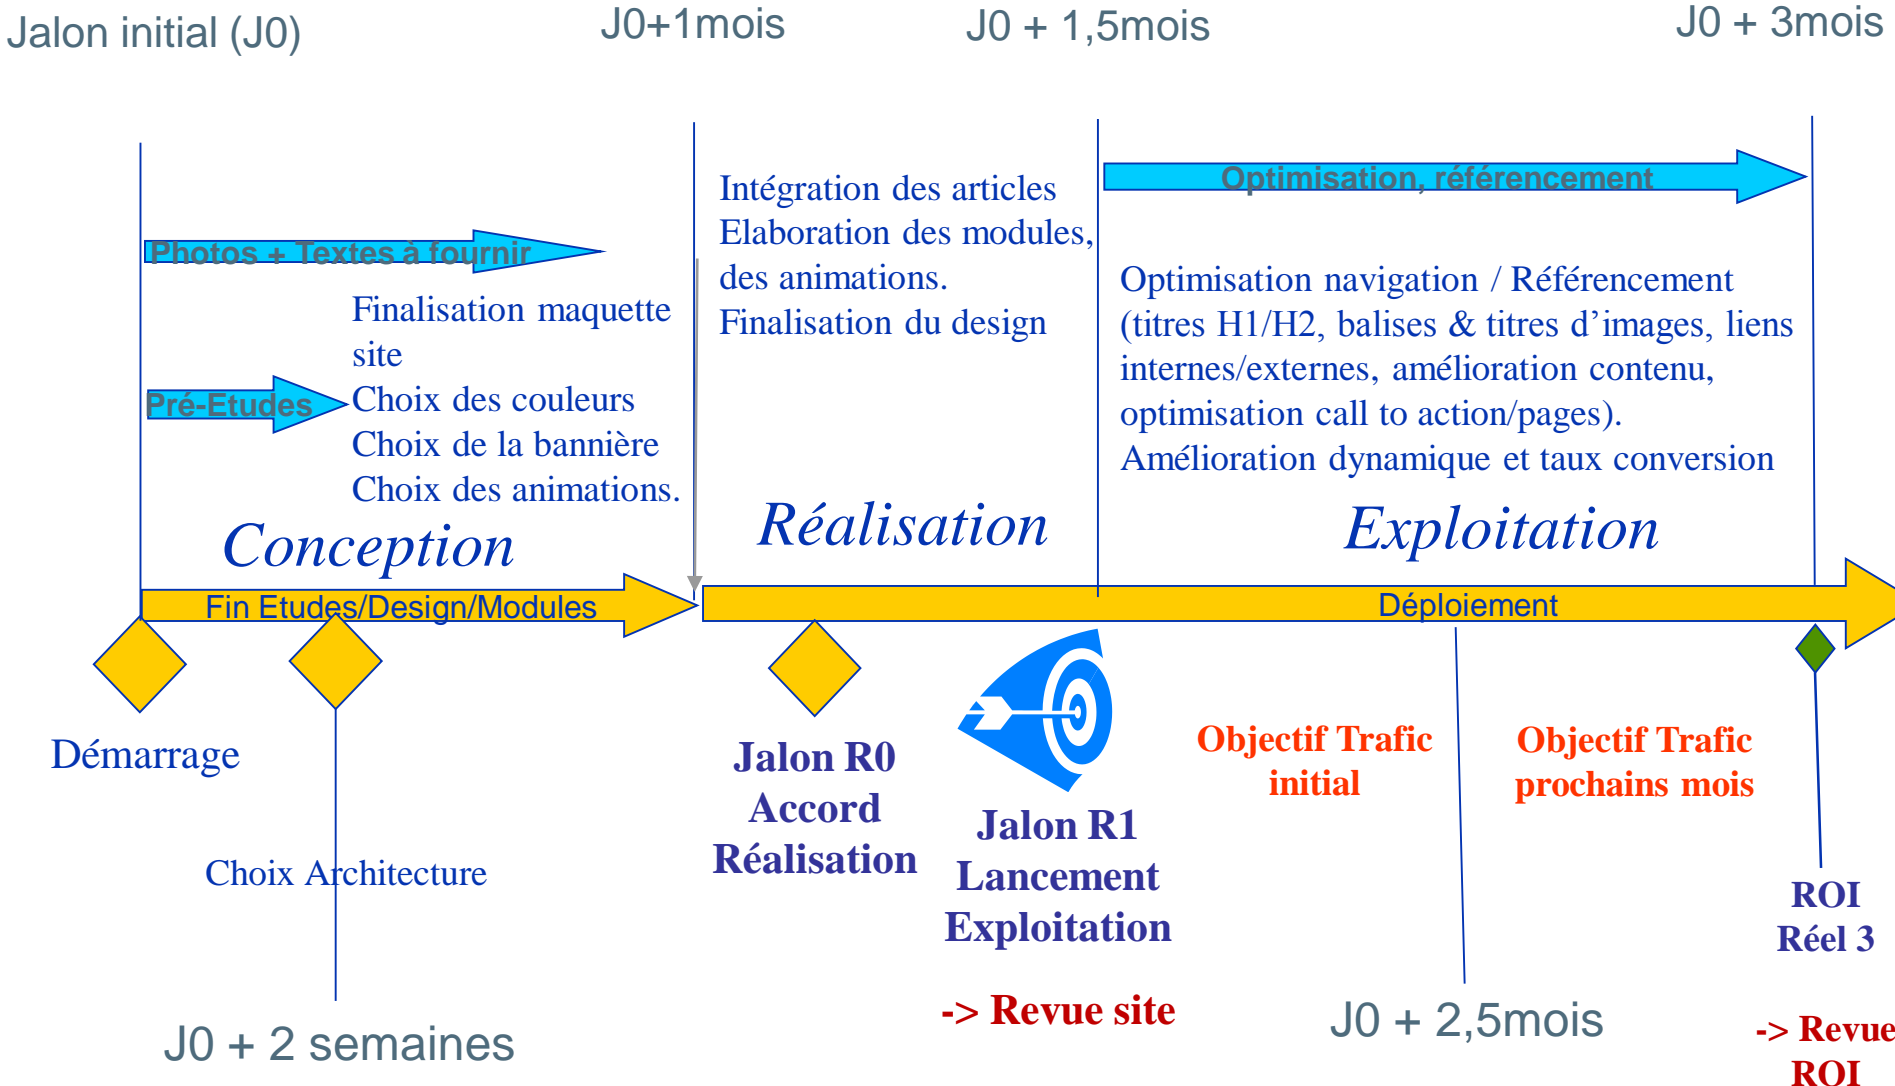 Jalon initial (J0)
J0+1mois
J0 + 1,5mois
J0 + 3mois
Photos + Textes à fournir
Finalisation maquette
site
Choix des couleurs
Choix de la bannière
Choix des animations.
Pré-Etudes
Conception
Fin Etudes/Design/Modules
Intégration des articles
Elaboration des modules,
des animations.
Finalisation du design
Réalisation
Optimisation, référencement
Optimisation navigation / Référencement
(titres H1/H2, balises & titres d’images, liens
internes/externes, amélioration contenu,
optimisation call to action/pages).
Amélioration dynamique et taux conversion
Exploitation
Déploiement
Démarrage
Choix Architecture
J0 + 2 semaines
Jalon R0
Accord
Réalisation
Jalon R1
Lancement
Exploitation
-> Revue site
Objectif Trafic
initial
Objectif Trafic
prochains mois
J0 + 2,5mois
ROI
Réel 3
-> Revue
ROI